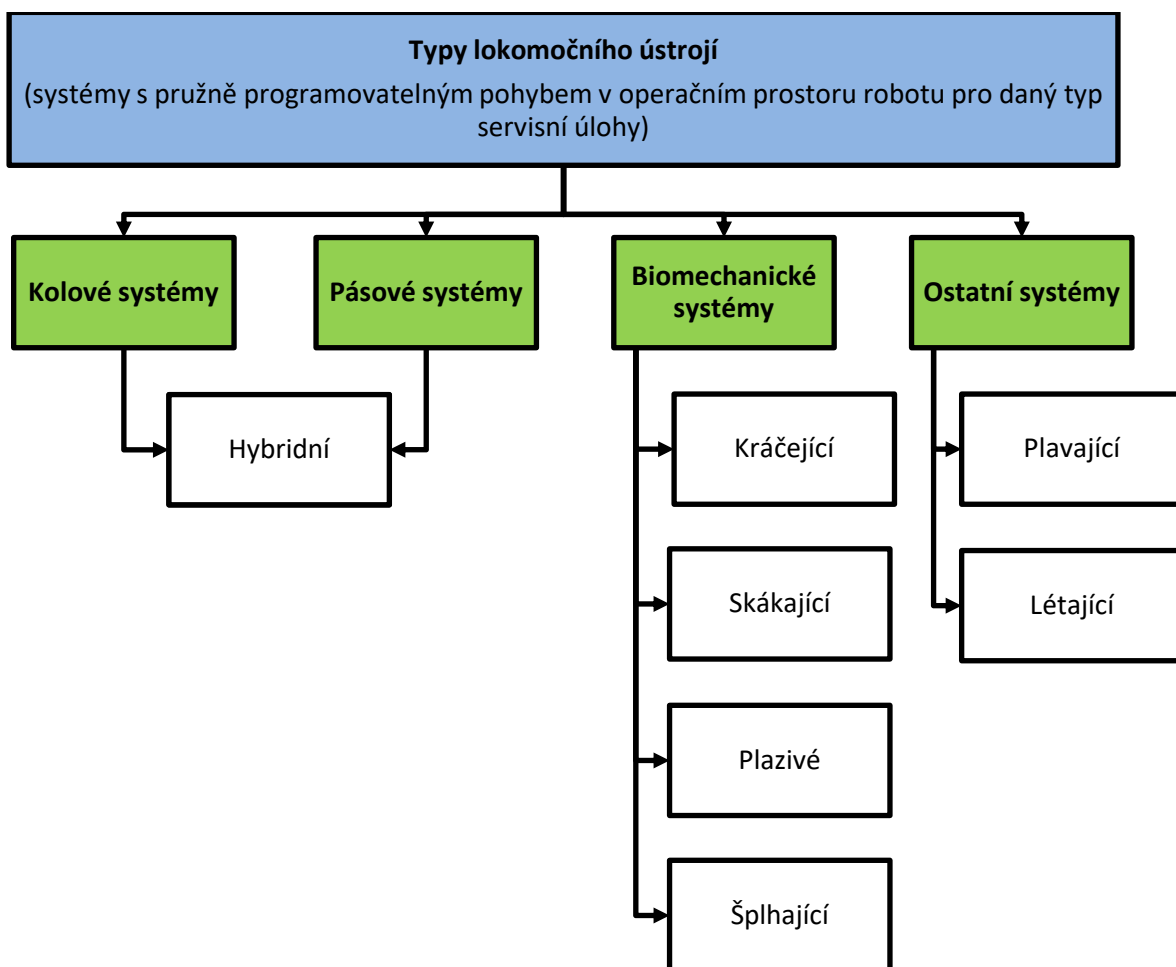 Typy lokomočního ústrojí
(systémy s pružně programovatelným pohybem v operačním prostoru robotu pro daný typ
servisní úlohy)
Kolové systémy
Pásové systémy
Biomechanické
systémy
Ostatní systémy
Hybridní
Kráčející
Plavající
Skákající
Létající
Plazivé
Šplhající